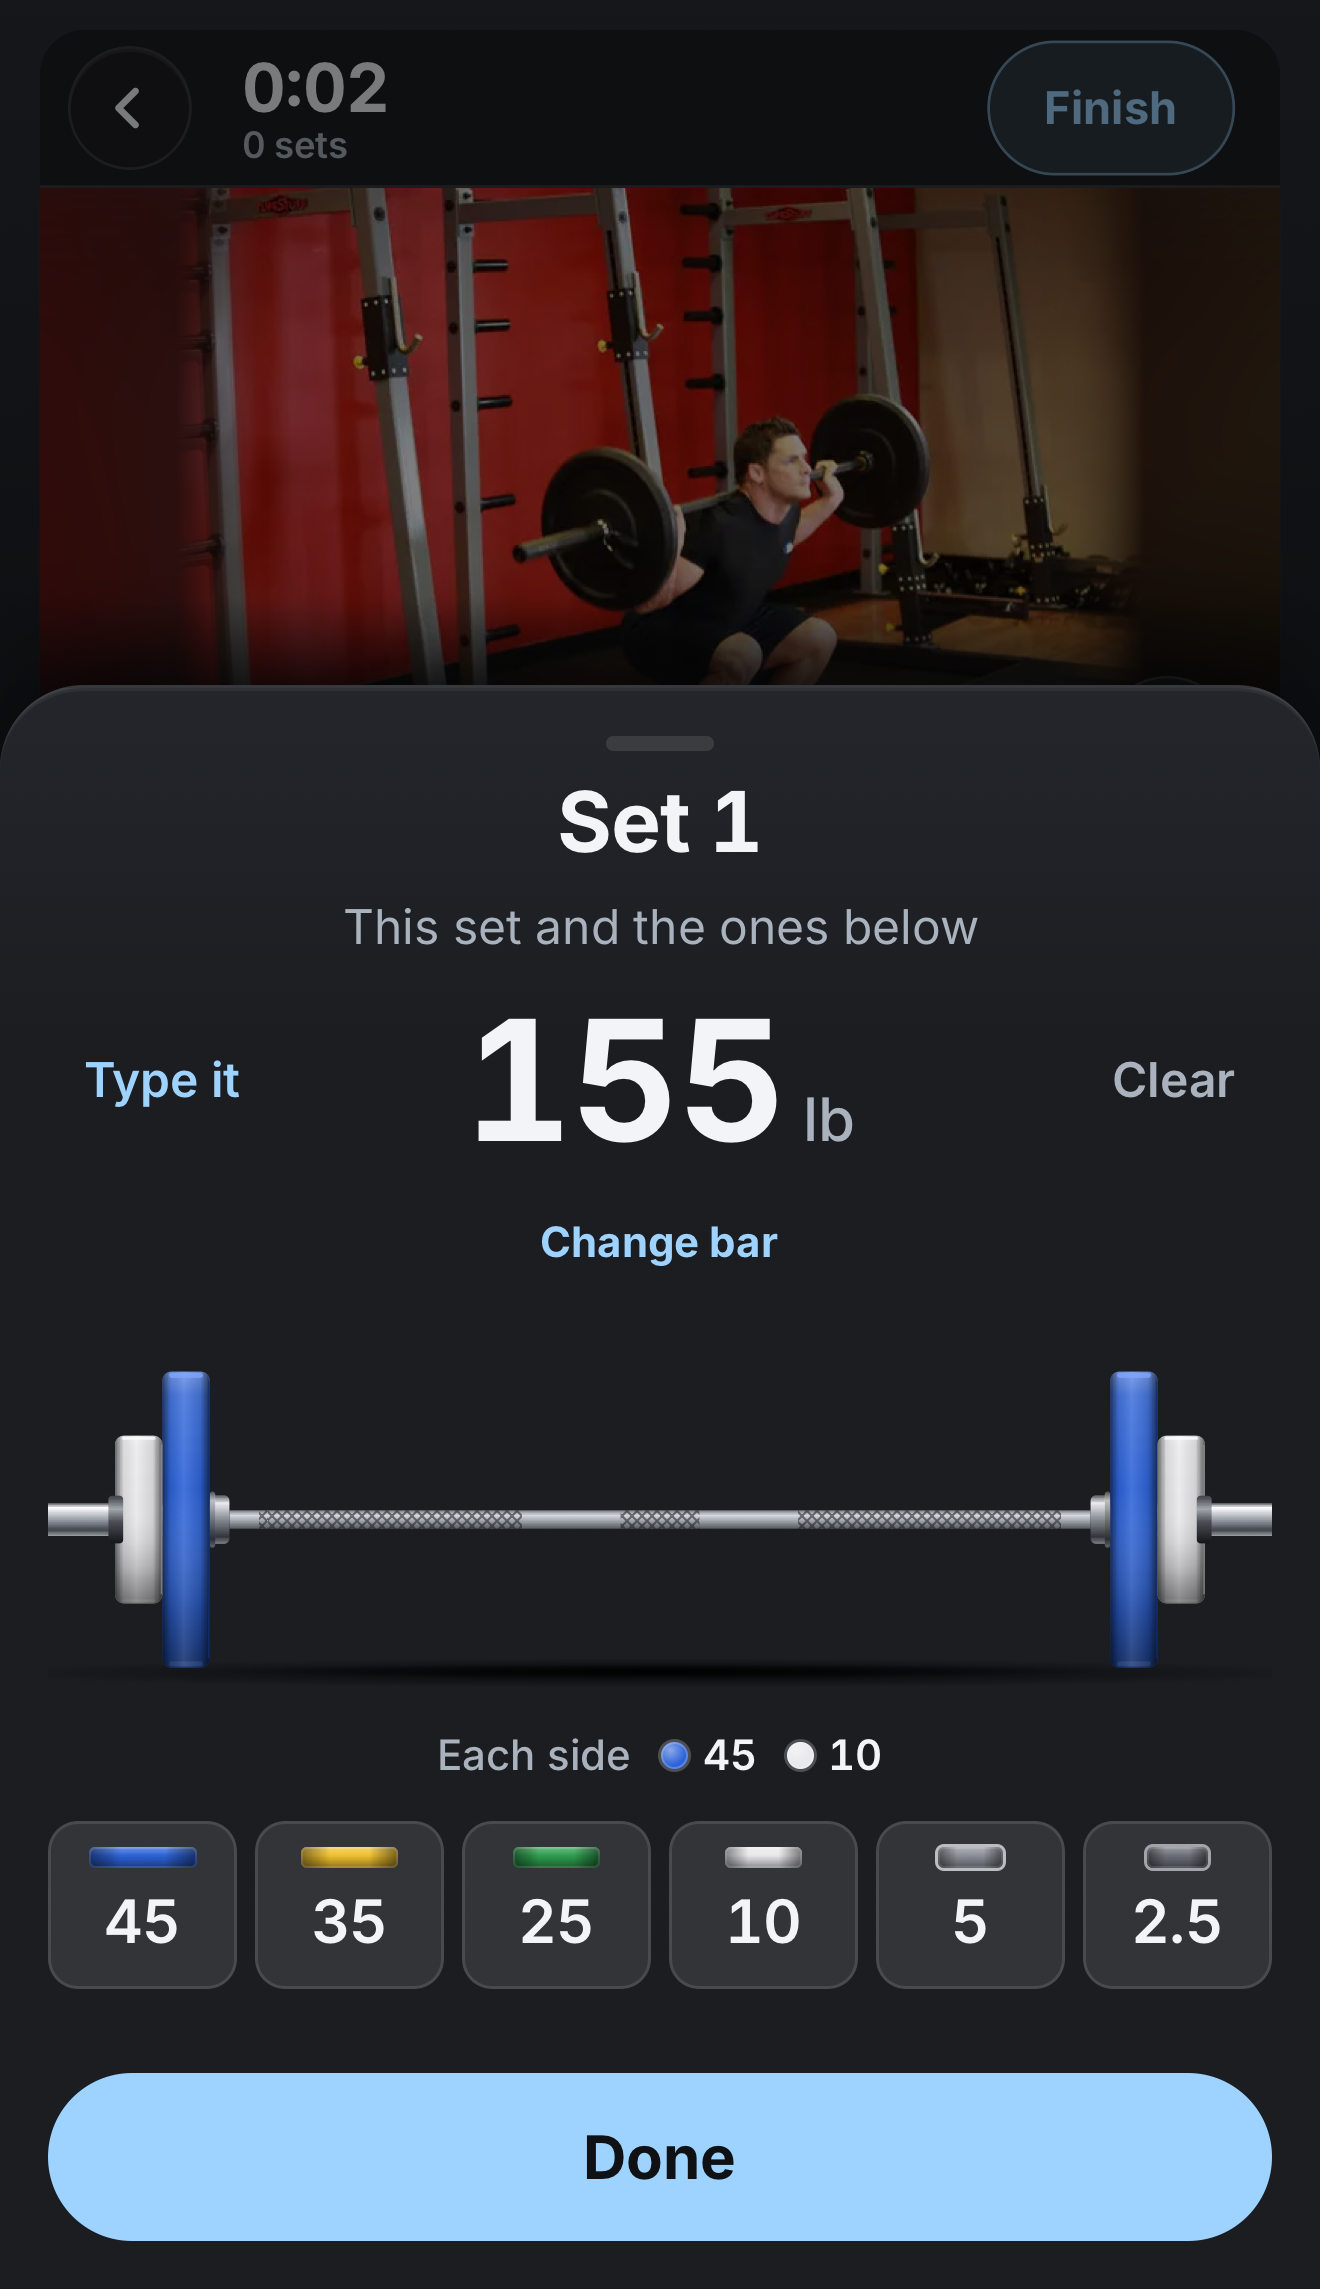 0:02
0 sets
Finish
Set 1
This set and the ones below
Type it
155 lb
Clear
Change bar
Each side 45 10
45 35 25 10 5 2.5
Done